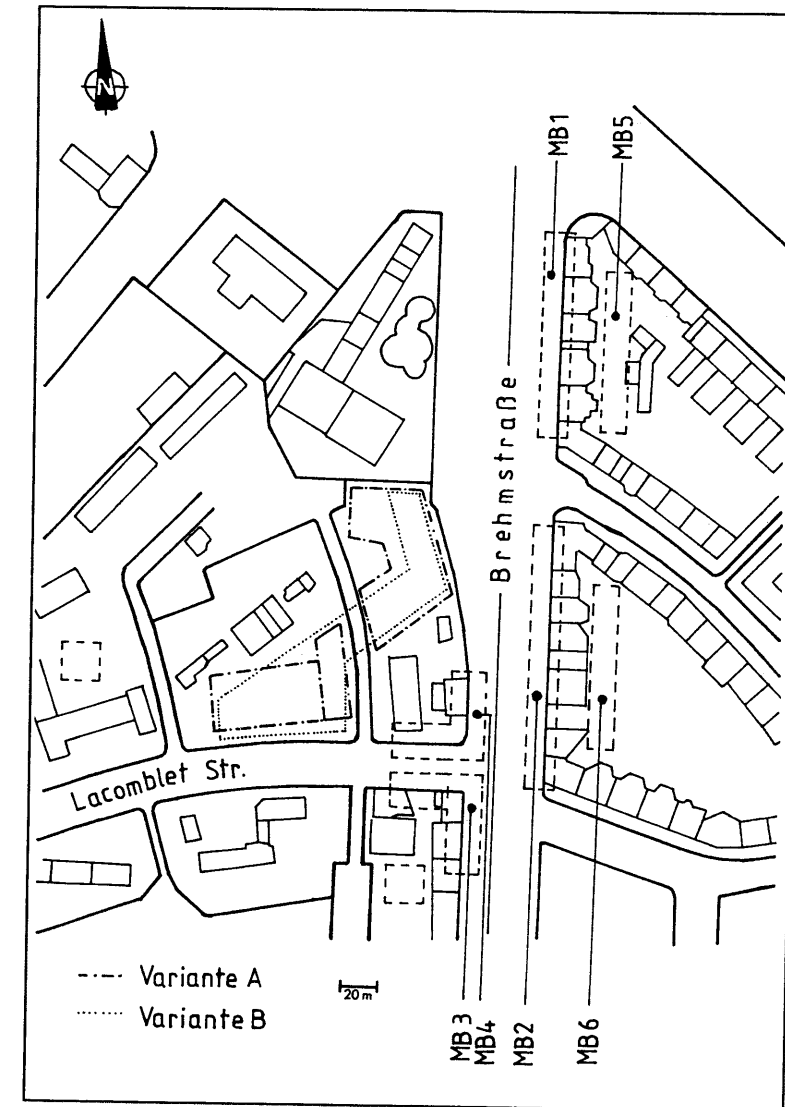 N
MB1
MB5
Brehmstraße
Lacomblet Str.
Variante A
Variante B
20 m
MB3
MB4
MB2
MB6